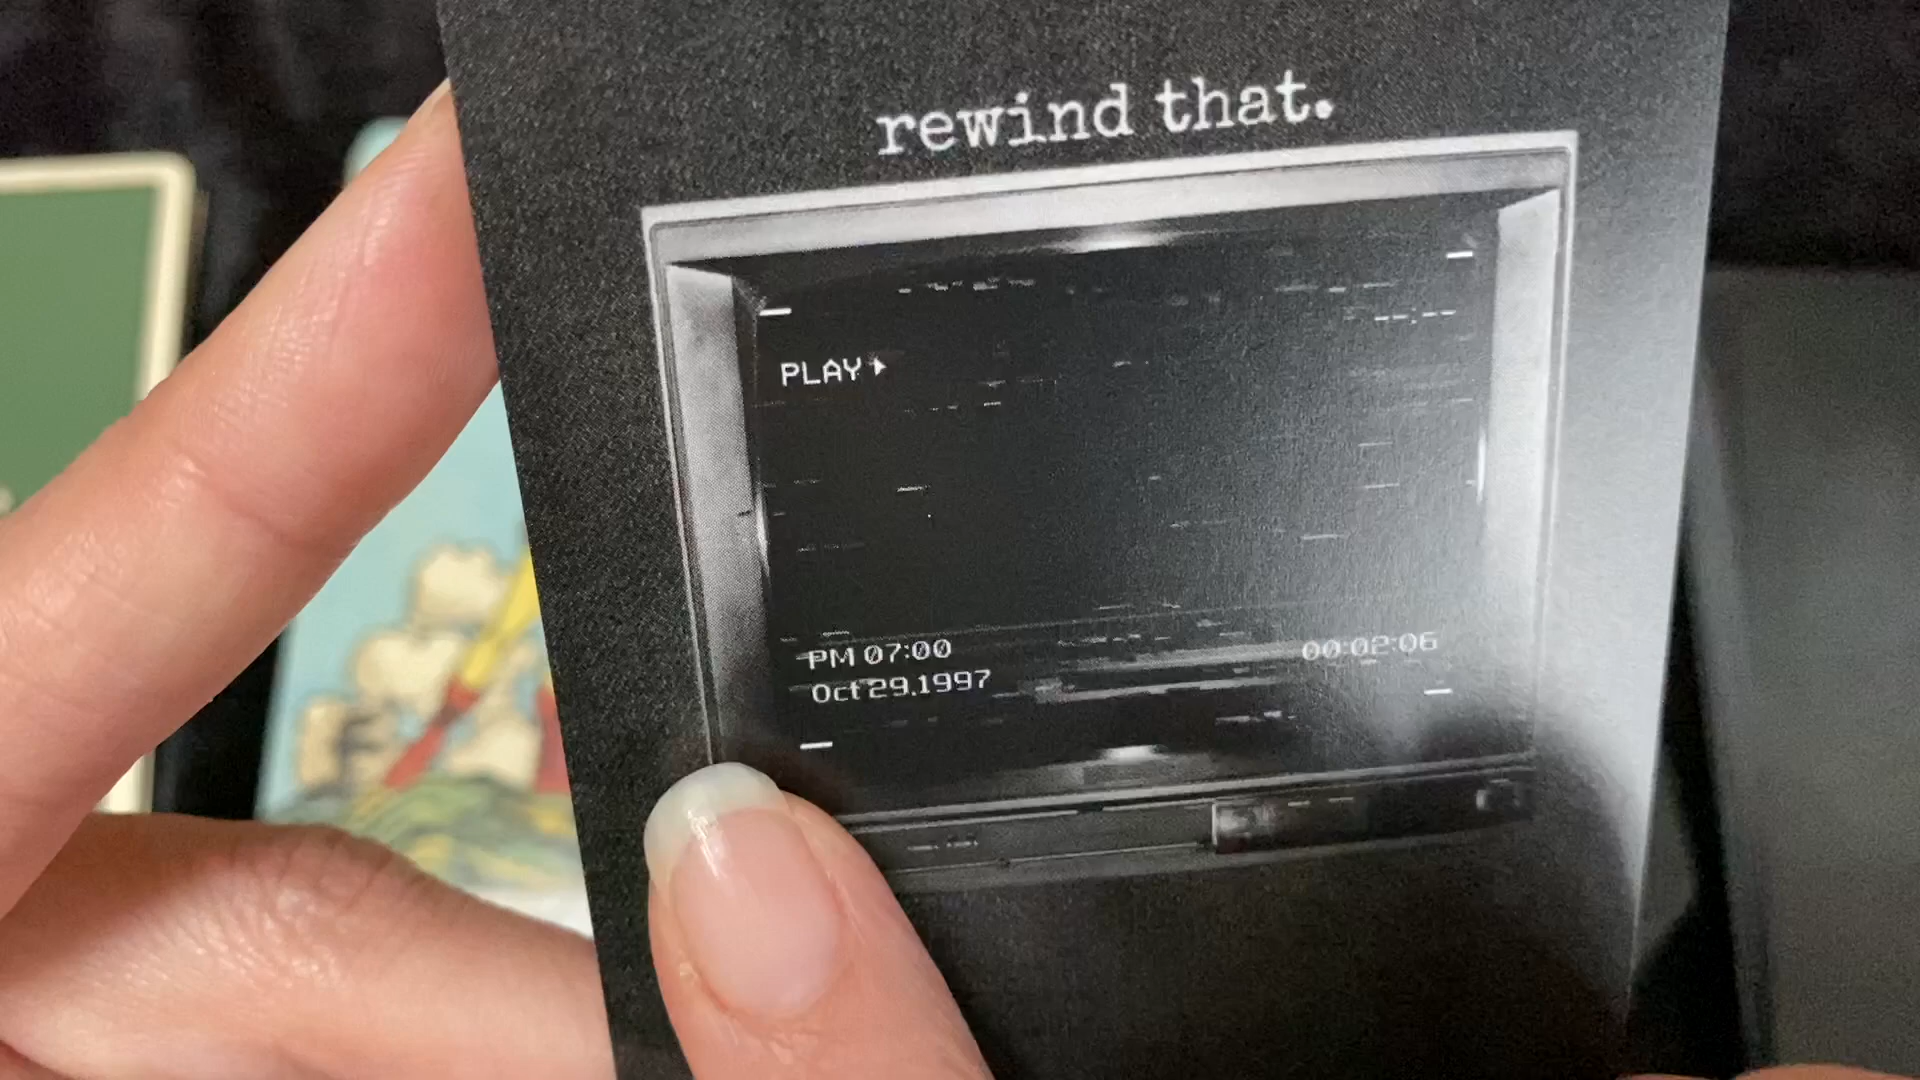 rewind that.
--:--
PLAY
PM 07:00
00:02:06
Oct 29.1997